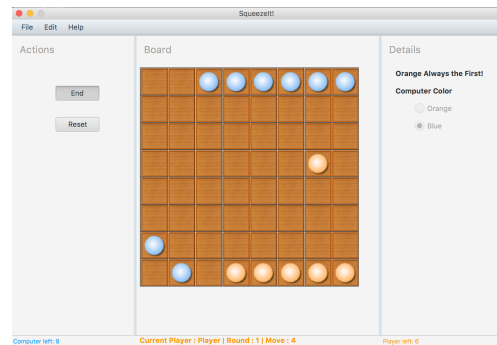 SqueezeIt!
File Edit Help
Actions
Board
Details
End
Reset
Orange Always the First!
Computer Color
Orange
Blue
Computer left: 8
Current Player : Player | Round : 1 | Move : 4
Player left: 6